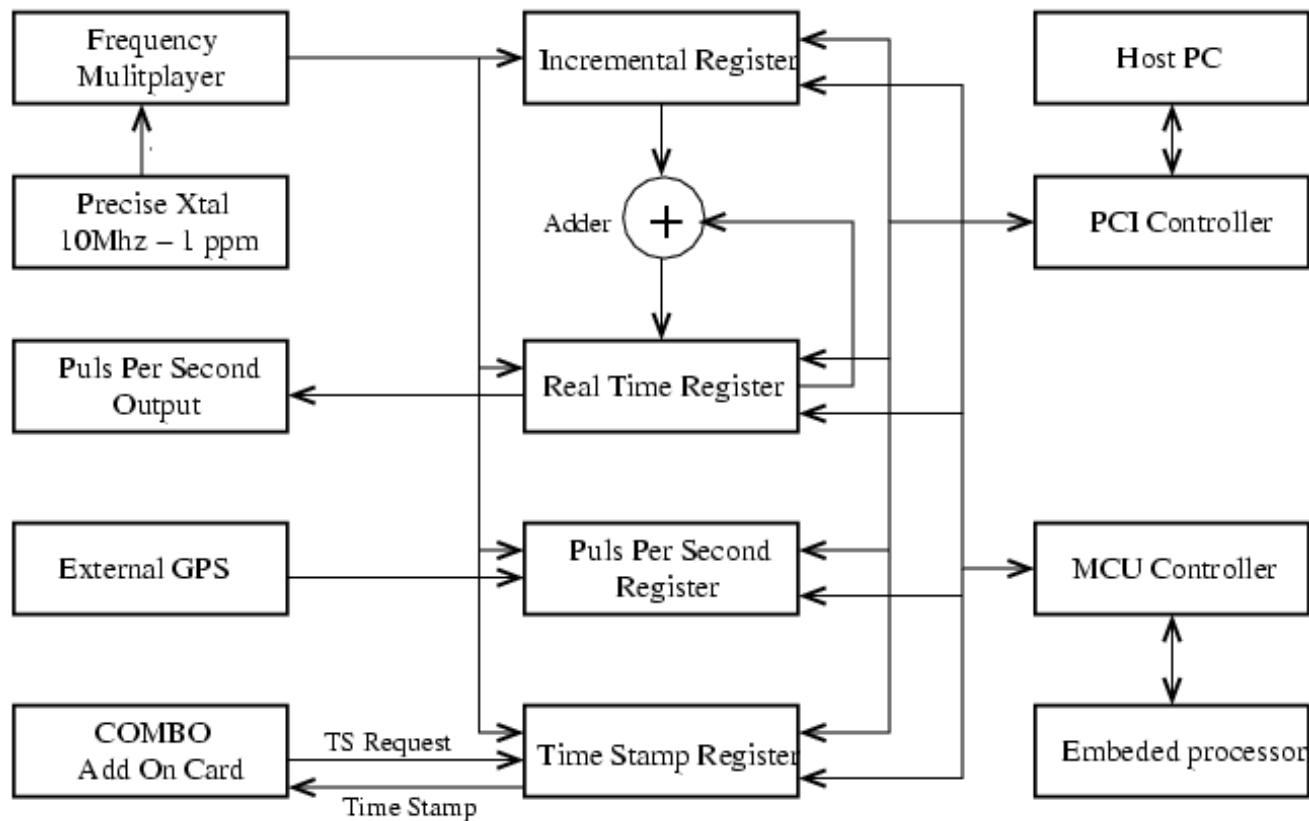 Frequency
Mulitplayer
Incremental Register
Host PC
Precise Xtal
10Mhz – 1 ppm
Adder
+
PCI Controller
Puls Per Second
Output
Real Time Register
External GPS
Puls Per Second
Register
MCU Controller
COMBO
Add On Card
TS Request
Time Stamp
Time Stamp Register
Embeded processor